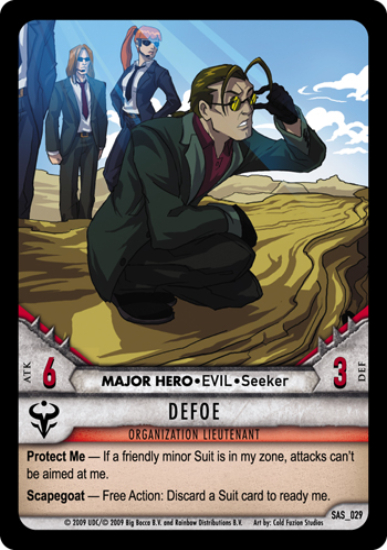 ATK 6 MAJOR HERO•EVIL•Seeker 3 DEF
DEFOE
ORGANIZATION LIEUTENANT
Protect Me — If a friendly minor Suit is in my zone, attacks can't
be aimed at me.
Scapegoat — Free Action: Discard a Suit card to ready me.
SAS_029
© 2009 UDC/© 2009 Big Bocca B.V. and Rainbow Distributions B.V. Art by: Cold Fuzion Studios